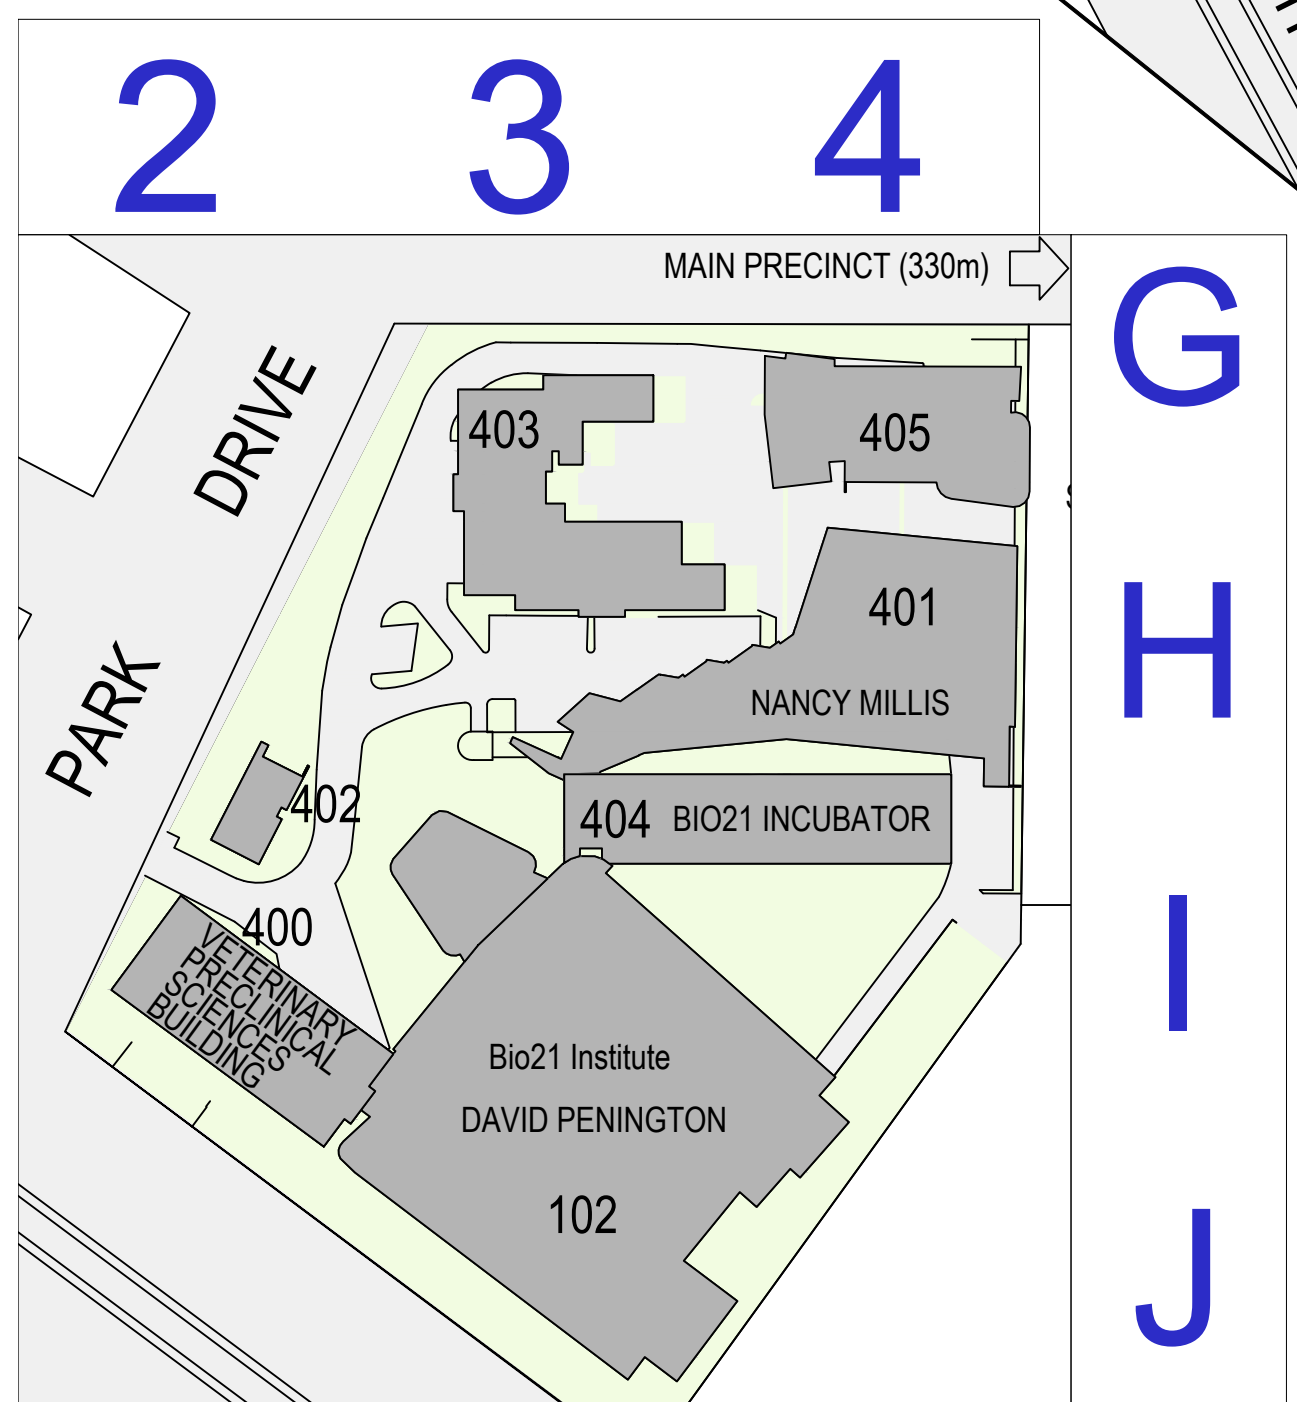 2 3 4
MAIN PRECINCT (330m)
G
DRIVE
403
405
401
H
PARK
NANCY MILLIS
402
404 BIO21 INCUBATOR
400
I
VETERINARY
PRECLINICAL
SCIENCES
BUILDING
Bio21 Institute
DAVID PENINGTON
102
J